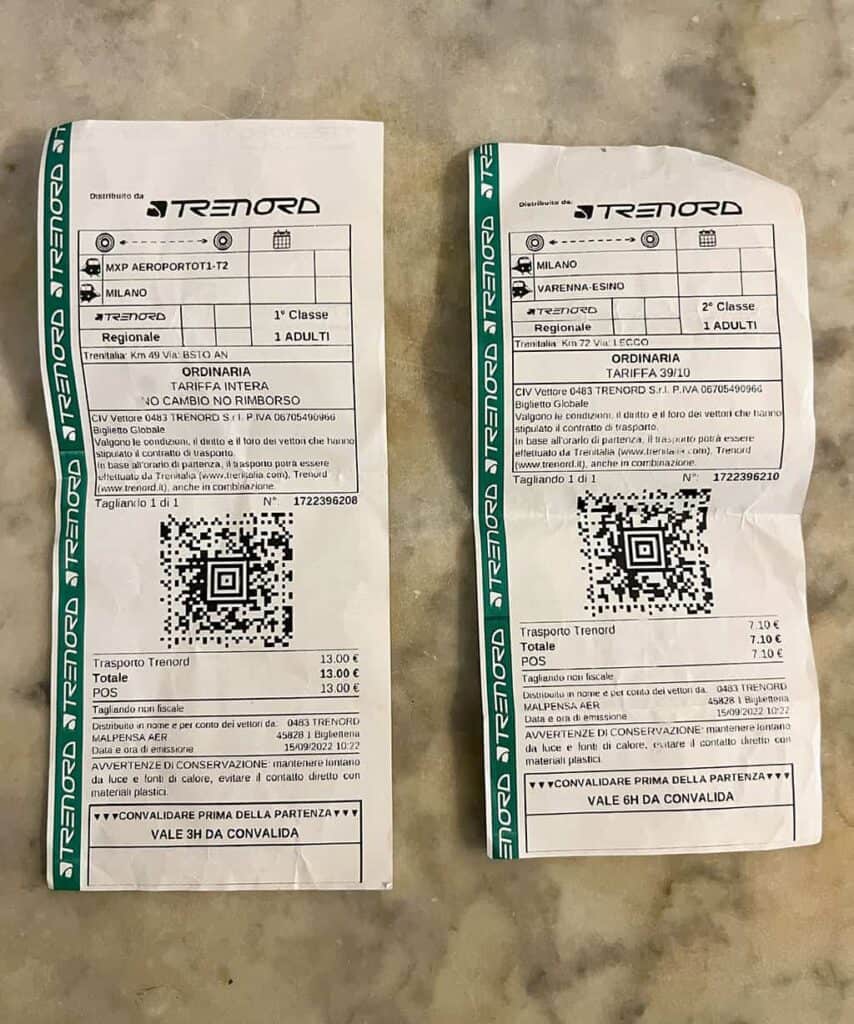 Distribuito da TRENORD
MXP AEROPORTOT1-T2
MILANO
TRENORD
1° Classe
Regionale
1 ADULTI
Trenitalia: Km 49 Via: BSTO AN
ORDINARIA
TARIFFA INTERA
NO CAMBIO NO RIMBORSO
CIV Vettore 0483 TRENORD S.r.l. P.IVA 06705490966
Biglietto Globale
Valgono le condizioni, il diritto e il foro dei vettori che hanno
stipulato il contratto di trasporto.
In base all'orario di partenza, il trasporto potrà essere
effettuato da Trenitalia (www.trenitalia.com), Trenord
(www.trenord.it), anche in combinazione.
Tagliando 1 di 1 N°: 1722396208
Trasporto Trenord 13.00 €
Totale 13.00 €
POS 13.00 €
Tagliando non fiscale
Distribuito in nome e per conto dei vettori da: 0483 TRENORD
MALPENSA AER 45828 | Biglietteria
Data e ora di emissione 15/09/2022 10:22
AVVERTENZE DI CONSERVAZIONE: mantenere lontano
da luce e fonti di calore, evitare il contatto diretto con
materiali plastici.
▼▼▼CONVALIDARE PRIMA DELLA PARTENZA▼▼▼
VALE 3H DA CONVALIDA
TRENORD TRENORD TRENORD TRENORD TRENORD TRENORD
Distribuito da: TRENORD
MILANO
VARENNA-ESINO
TRENORD
2° Classe
Regionale
1 ADULTI
Trenitalia: Km 72 Via: LECCO
ORDINARIA
TARIFFA 39/10
CIV Vettore 0483 TRENORD S.r.l. P.IVA 06705490966
Biglietto Globale
Valgono le condizioni, il diritto e il foro dei vettori che hanno
stipulato il contratto di trasporto.
In base all'orario di partenza, il trasporto potrà essere
effettuato da Trenitalia (www.trenitalia.com), Trenord
(www.trenord.it), anche in combinazione.
Tagliando 1 di 1 N°: 1722396210
Trasporto Trenord 7.10 €
Totale 7.10 €
POS 7.10 €
Tagliando non fiscale
Distribuito in nome e per conto dei vettori da: 0483 TRENORD
MALPENSA AER 45828 | Biglietteria
Data e ora di emissione 15/09/2022 10:22
AVVERTENZE DI CONSERVAZIONE: mantenere lontano
da luce e fonti di calore, evitare il contatto diretto con
materiali plastici.
▼▼▼CONVALIDARE PRIMA DELLA PARTENZA▼▼▼
VALE 6H DA CONVALIDA
TRENORD TRENORD TRENORD TRENORD